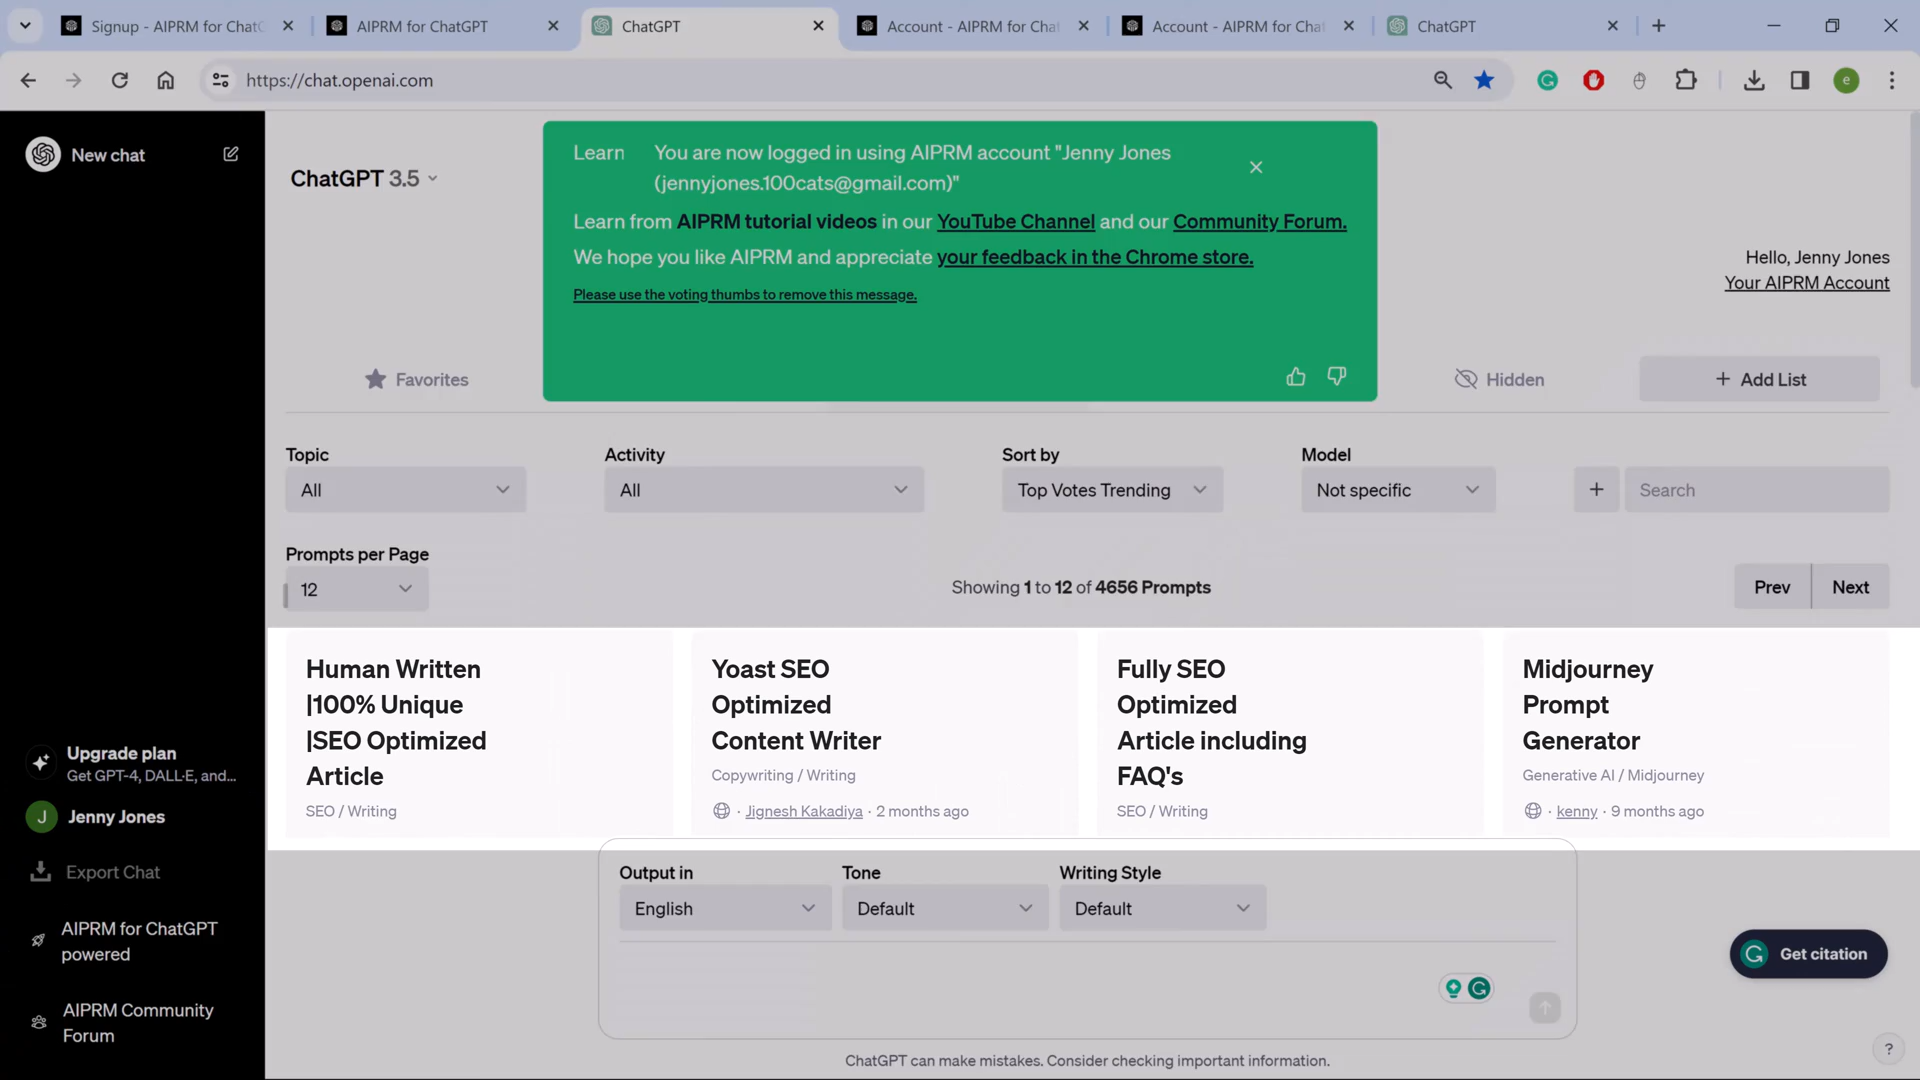 Signup - AIPRM for ChatG
AIPRM for ChatGPT
ChatGPT
Account - AIPRM for Chat
Account - AIPRM for Chat
ChatGPT
https://chat.openai.com
e
New chat
ChatGPT 3.5
Learn
You are now logged in using AIPRM account "Jenny Jones
(jennyjones.100cats@gmail.com)"
Learn from AIPRM tutorial videos in our YouTube Channel and our Community Forum.
We hope you like AIPRM and appreciate your feedback in the Chrome store.
Please use the voting thumbs to remove this message.
Hello, Jenny Jones
Your AIPRM Account
Favorites
Hidden
+ Add List
Topic
All
Activity
All
Sort by
Top Votes Trending
Model
Not specific
+
Search
Prompts per Page
12
Showing 1 to 12 of 4656 Prompts
Prev
Next
Human Written
|100% Unique
|SEO Optimized
Article
SEO / Writing
Yoast SEO
Optimized
Content Writer
Copywriting / Writing
· Jignesh Kakadiya · 2 months ago
Fully SEO
Optimized
Article including
FAQ's
SEO / Writing
Midjourney
Prompt
Generator
Generative AI / Midjourney
· kenny · 9 months ago
Upgrade plan
Get GPT-4, DALL·E, and...
J
Jenny Jones
Export Chat
AIPRM for ChatGPT
powered
AIPRM Community
Forum
Output in
English
Tone
Default
Writing Style
Default
Get citation
ChatGPT can make mistakes. Consider checking important information.
?